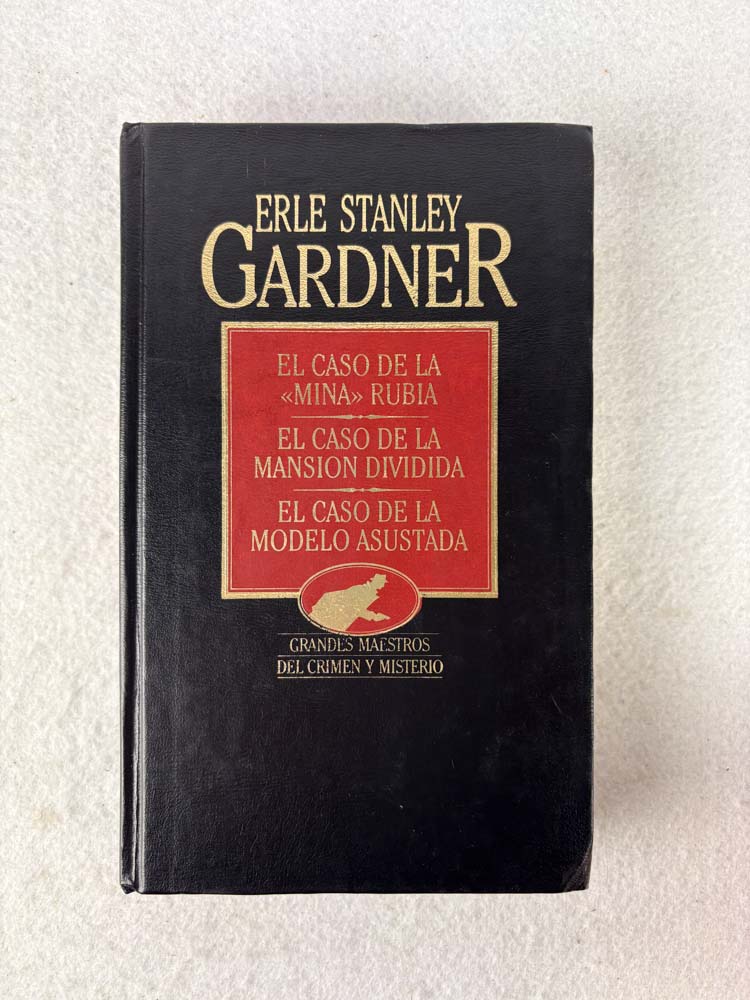 ERLE STANLEY
GARDNER
EL CASO DE LA
«MINA» RUBIA
EL CASO DE LA
MANSION DIVIDIDA
EL CASO DE LA
MODELO ASUSTADA
GRANDES MAESTROS
DEL CRIMEN Y MISTERIO